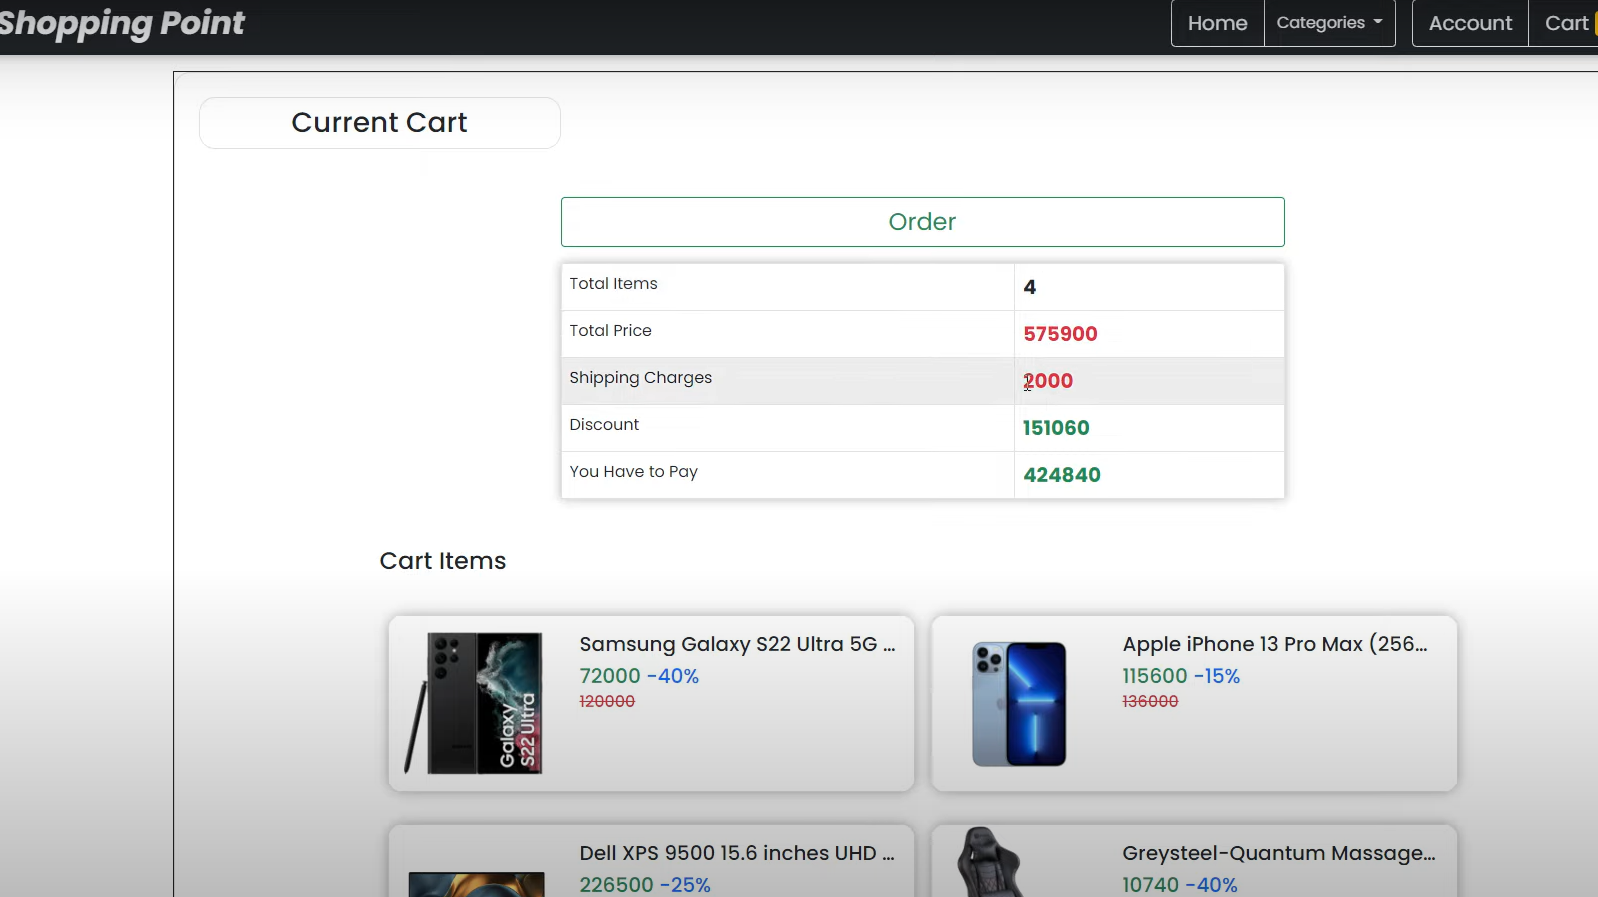 Shopping Point
Home
Categories
Account
Cart
Current Cart
Order
Total Items
4
Total Price
575900
Shipping Charges
2000
Discount
151060
You Have to Pay
424840
Cart Items
Galaxy
S22 Ultra
Samsung Galaxy S22 Ultra 5G ...
72000 -40%
120000
Apple iPhone 13 Pro Max (256...
115600 -15%
136000
Dell XPS 9500 15.6 inches UHD ...
226500 -25%
Greysteel-Quantum Massage...
10740 -40%